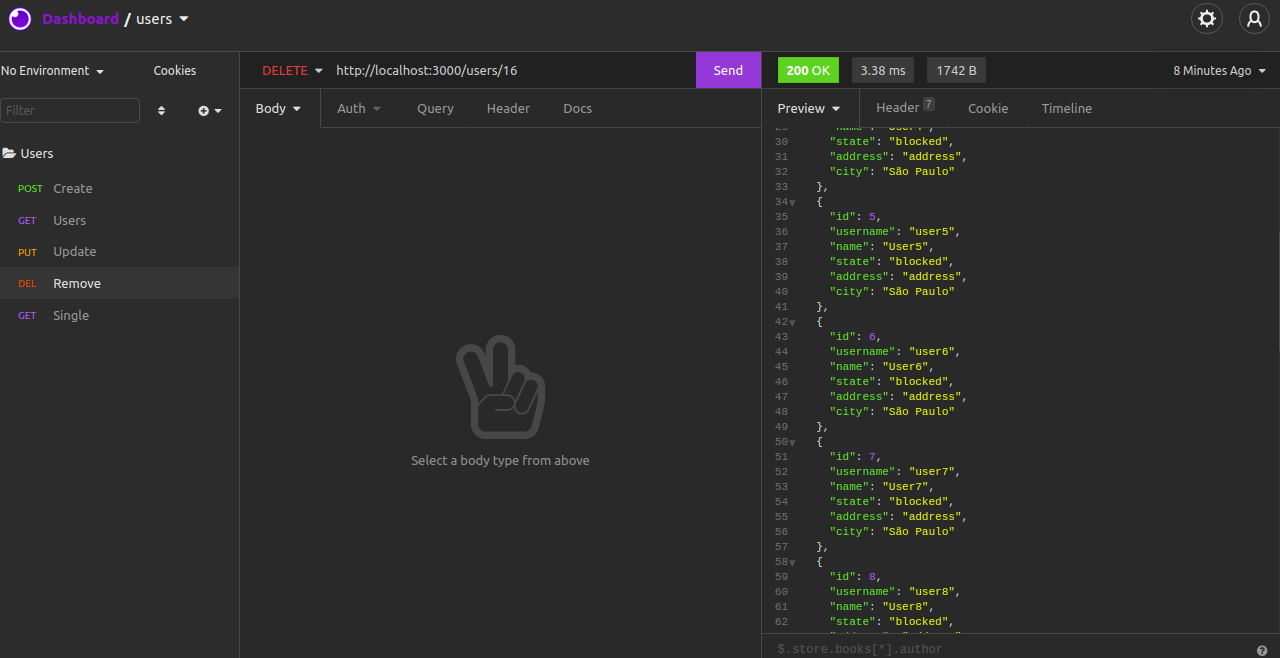 Dashboard / users
No Environment
Cookies
DELETE http://localhost:3000/users/16
Send
200 OK
3.38 ms
1742 B
8 Minutes Ago
Filter
Body
Auth
Query
Header
Docs
Preview
Header 7
Cookie
Timeline
Users
POST Create
GET Users
PUT Update
DEL Remove
GET Single
Select a body type from above
30 "state": "blocked",
31 "address": "address",
32 "city": "São Paulo"
33 },
34 {
35 "id": 5,
36 "username": "user5",
37 "name": "User5",
38 "state": "blocked",
39 "address": "address",
40 "city": "São Paulo"
41 },
42 {
43 "id": 6,
44 "username": "user6",
45 "name": "User6",
46 "state": "blocked",
47 "address": "address",
48 "city": "São Paulo"
49 },
50 {
51 "id": 7,
52 "username": "user7",
53 "name": "User7",
54 "state": "blocked",
55 "address": "address",
56 "city": "São Paulo"
57 },
58 {
59 "id": 8,
60 "username": "user8",
61 "name": "User8",
62 "state": "blocked",
$.store.books[*].author